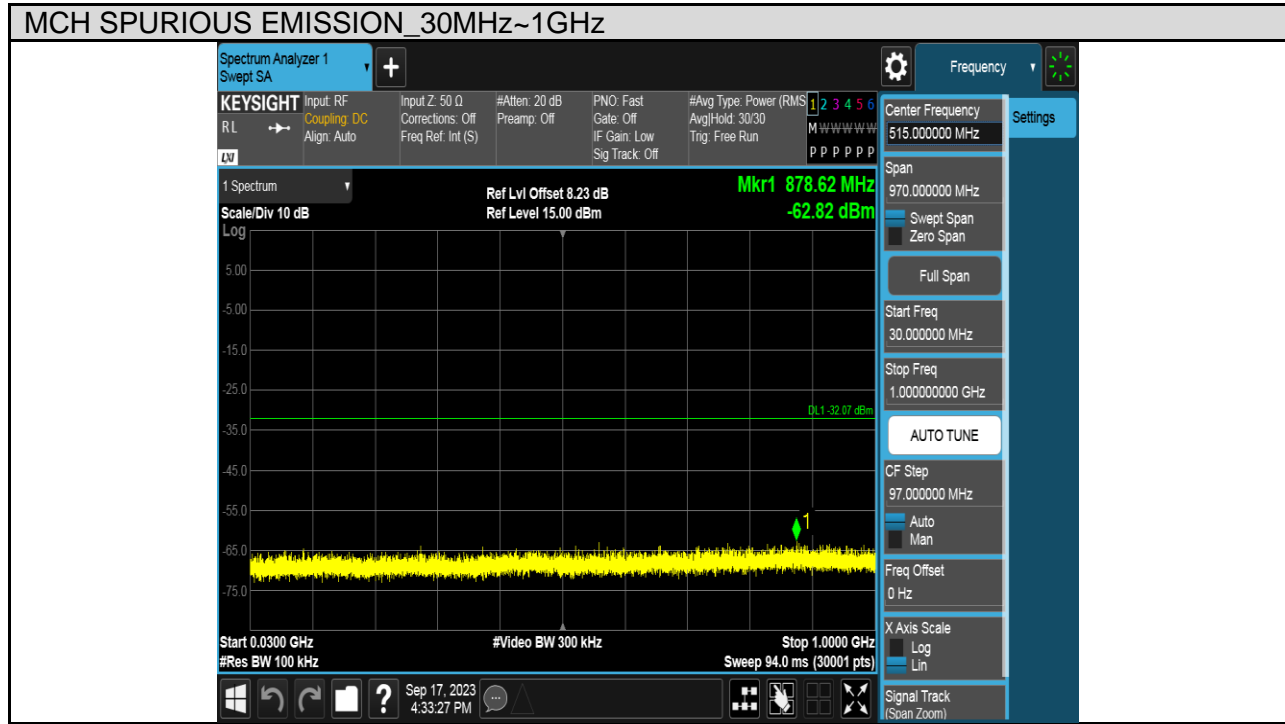 MCH SPURIOUS EMISSION_30MHz~1GHz
Spectrum Analyzer 1
Swept SA
+
Frequency
KEYSIGHT
RL
LXI
Input: RF
Coupling: DC
Align: Auto
Input Z: 50 Ω
Corrections: Off
Freq Ref: Int (S)
#Atten: 20 dB
Preamp: Off
PNO: Fast
Gate: Off
IF Gain: Low
Sig Track: Off
#Avg Type: Power (RMS
Avg|Hold: 30/30
Trig: Free Run
1 2 3 4 5 6
M W W W W W
P P P P P P
Center Frequency
515.000000 MHz
Settings
1 Spectrum
Scale/Div 10 dB
Log
Ref Lvl Offset 8.23 dB
Ref Level 15.00 dBm
Mkr1 878.62 MHz
-62.82 dBm
Span
970.000000 MHz
Swept Span
Zero Span
Full Span
Start Freq
30.000000 MHz
Stop Freq
1.000000000 GHz
AUTO TUNE
CF Step
97.000000 MHz
Auto
Man
Freq Offset
0 Hz
X Axis Scale
Log
Lin
Signal Track
(Span Zoom)
5.00
-5.00
-15.0
-25.0
DL1 -32.07 dBm
-35.0
-45.0
-55.0
1
-65.0
-75.0
Start 0.0300 GHz
#Res BW 100 kHz
#Video BW 300 kHz
Stop 1.0000 GHz
Sweep 94.0 ms (30001 pts)
?
Sep 17, 2023
4:33:27 PM